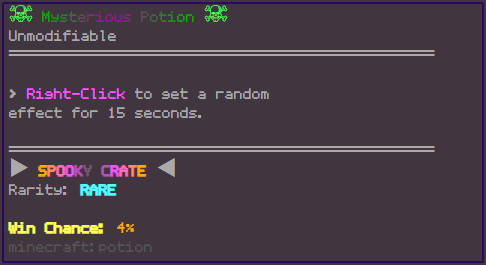 ☠ Mysterious Potion ☠
Unmodifiable
> Right-Click to get a random
effect for 15 seconds.
▶ SPOOKY CRATE ◀
Rarity: RARE
Win Chance: 4%
minecraft:potion